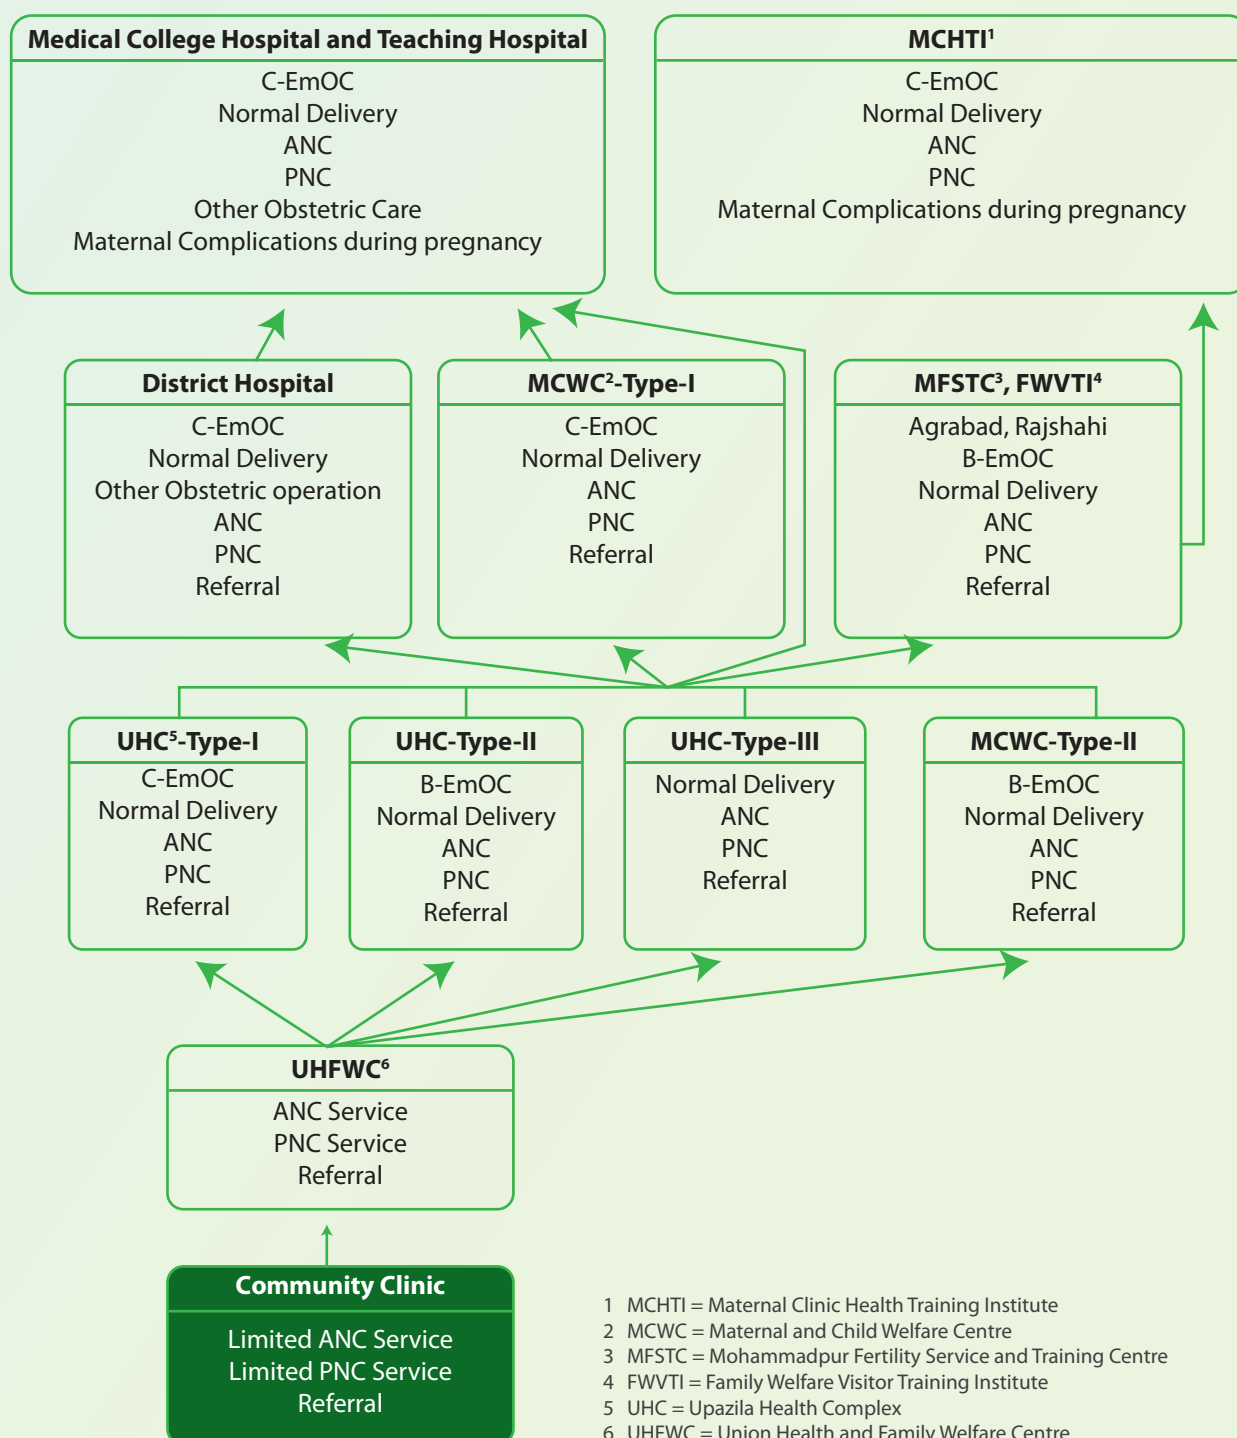 Medical College Hospital and Teaching Hospital
C-EmOC
Normal Delivery
ANC
PNC
Other Obstetric Care
Maternal Complications during pregnancy
MCHTI¹
C-EmOC
Normal Delivery
ANC
PNC
Maternal Complications during pregnancy
District Hospital
C-EmOC
Normal Delivery
Other Obstetric operation
ANC
PNC
Referral
MCWC²-Type-I
C-EmOC
Normal Delivery
ANC
PNC
Referral
MFSTC³, FWVTI⁴
Agrabad, Rajshahi
B-EmOC
Normal Delivery
ANC
PNC
Referral
UHC⁵-Type-I
C-EmOC
Normal Delivery
ANC
PNC
Referral
UHC-Type-II
B-EmOC
Normal Delivery
ANC
PNC
Referral
UHC-Type-III
Normal Delivery
ANC
PNC
Referral
MCWC-Type-II
B-EmOC
Normal Delivery
ANC
PNC
Referral
UHFWC⁶
ANC Service
PNC Service
Referral
Community Clinic
Limited ANC Service
Limited PNC Service
Referral
1 MCHTI = Maternal Clinic Health Training Institute
2 MCWC = Maternal and Child Welfare Centre
3 MFSTC = Mohammadpur Fertility Service and Training Centre
4 FWVTI = Family Welfare Visitor Training Institute
5 UHC = Upazila Health Complex
6 UHFWC = Union Health and Family Welfare Centre